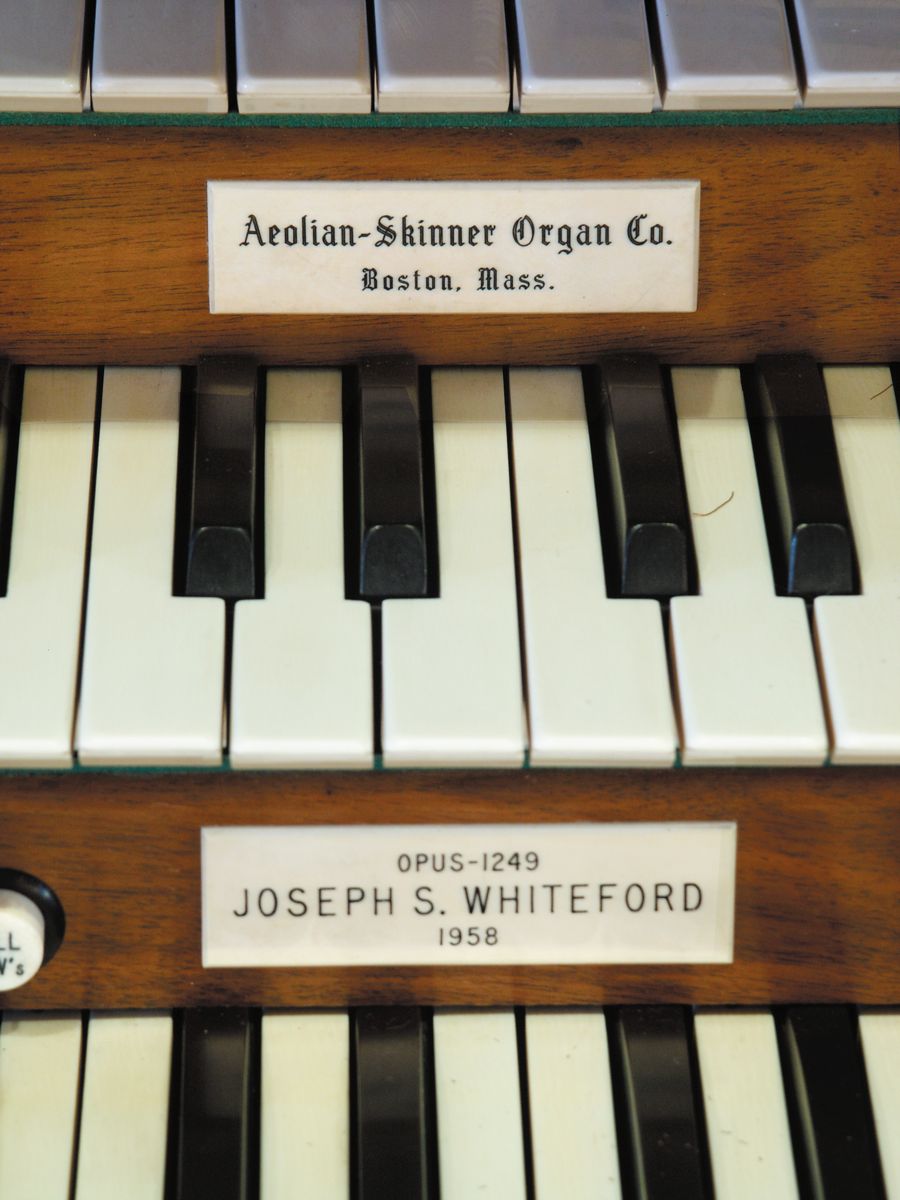 Aeolian-Skinner Organ Co.
Boston, Mass.
OPUS-1249
JOSEPH S. WHITEFORD
1958